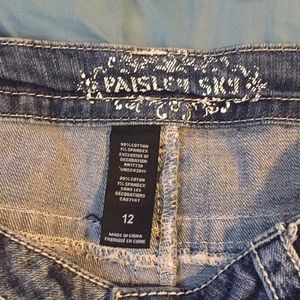 PAISLEY SKY
99% COTTON
1% SPANDEX
EXCLUSIVE OF
DECORATION
99% COTON
1% SPANDEX
SANS LES
DÉCORATIONS
12
MADE IN CHINA
FABRIQUÉ EN CHINE